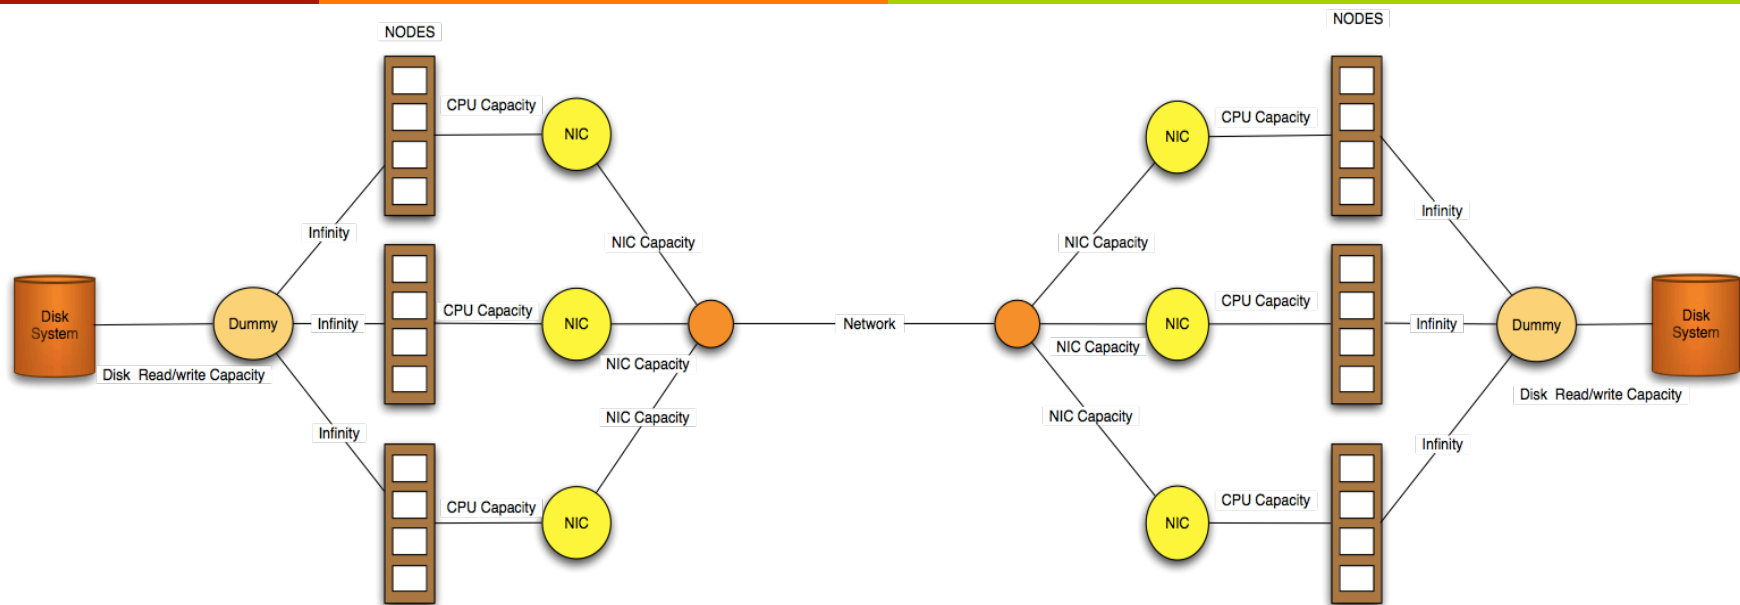 NODES
NODES
CPU Capacity
NIC
NIC
CPU Capacity
Infinity
NIC Capacity
NIC Capacity
Infinity
Disk
System
Dummy
Infinity
CPU Capacity
NIC
NIC Capacity
Network
NIC Capacity
NIC
CPU Capacity
Infinity
Dummy
Disk
System
Disk Read/write Capacity
Disk Read/write Capacity
Infinity
NIC Capacity
NIC Capacity
Infinity
CPU Capacity
NIC
NIC
CPU Capacity